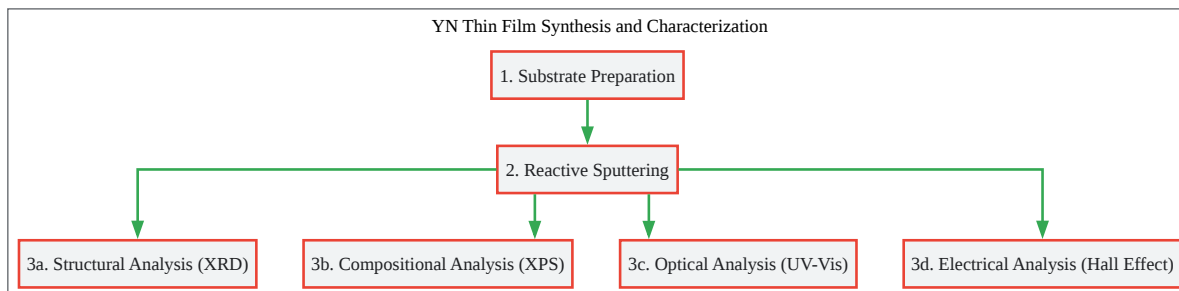 YN Thin Film Synthesis and Characterization
1. Substrate Preparation
2. Reactive Sputtering
3a. Structural Analysis (XRD)
3b. Compositional Analysis (XPS)
3c. Optical Analysis (UV-Vis)
3d. Electrical Analysis (Hall Effect)